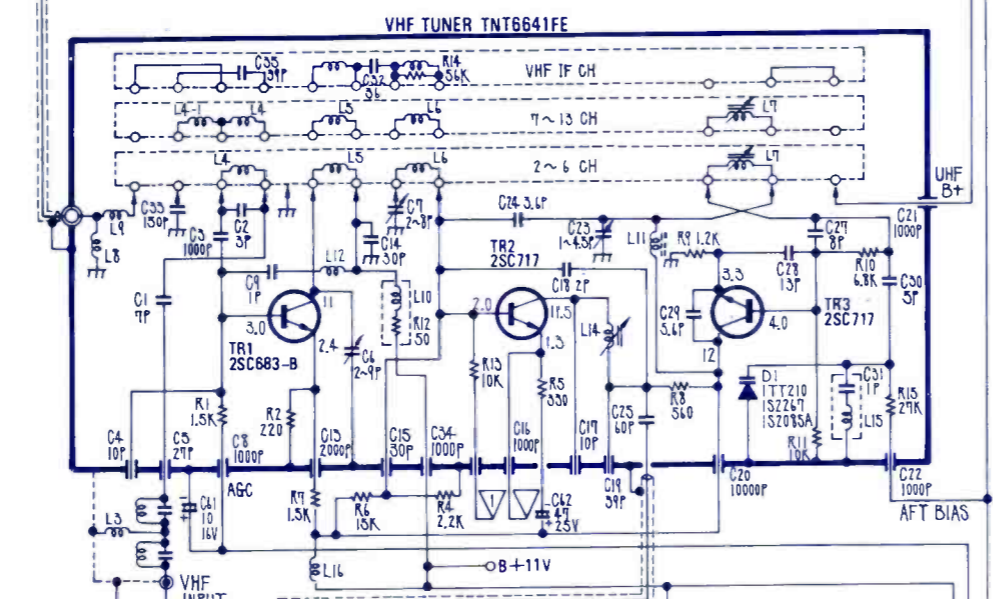 VHF TUNER TNT6641FE
C35
39P
C32
36
R14
56K
VHF IF CH
L4-1 L4
L5
L6
7~13 CH
L7
L4
L5
L6
2~6 CH
L7
UHF
B+
C21
1000P
L9
L8
C33
150P
C3
1000P
C2
3P
C7
2~8P
C14
30P
C24 3.6P
C23
1~4.5P
L11
R9 1.2K
C27
8P
C28
13P
R10
6.8K
C30
5P
C1
7P
C9
1P
L12
L10
R12
50
TR2
2SC717
C18 2P
11
3.0
TR1
2SC683-B
2.4
C6
2~9P
2.0
11.5
1.3
L14
C29
5.6P
3.3
4.0
12
TR3
2SC717
R1
1.5K
R2
220
R13
10K
R5
330
C25
60P
R8
560
D1
1TT210
1S2267
1S2085A
C31
1P
L15
R15
27K
R11
10K
C4
10P
C5
27P
C8
1000P
AGC
C13
2000P
C15
30P
C34
1000P
C16
1000P
C17
10P
C19
39P
C20
10000P
C22
1000P
AFT BIAS
C61
10
16V
L3
R7
1.5K
R6
15K
R4
2.2K
1
C62
47
25V
L16
B+11V
VHF
INPUT